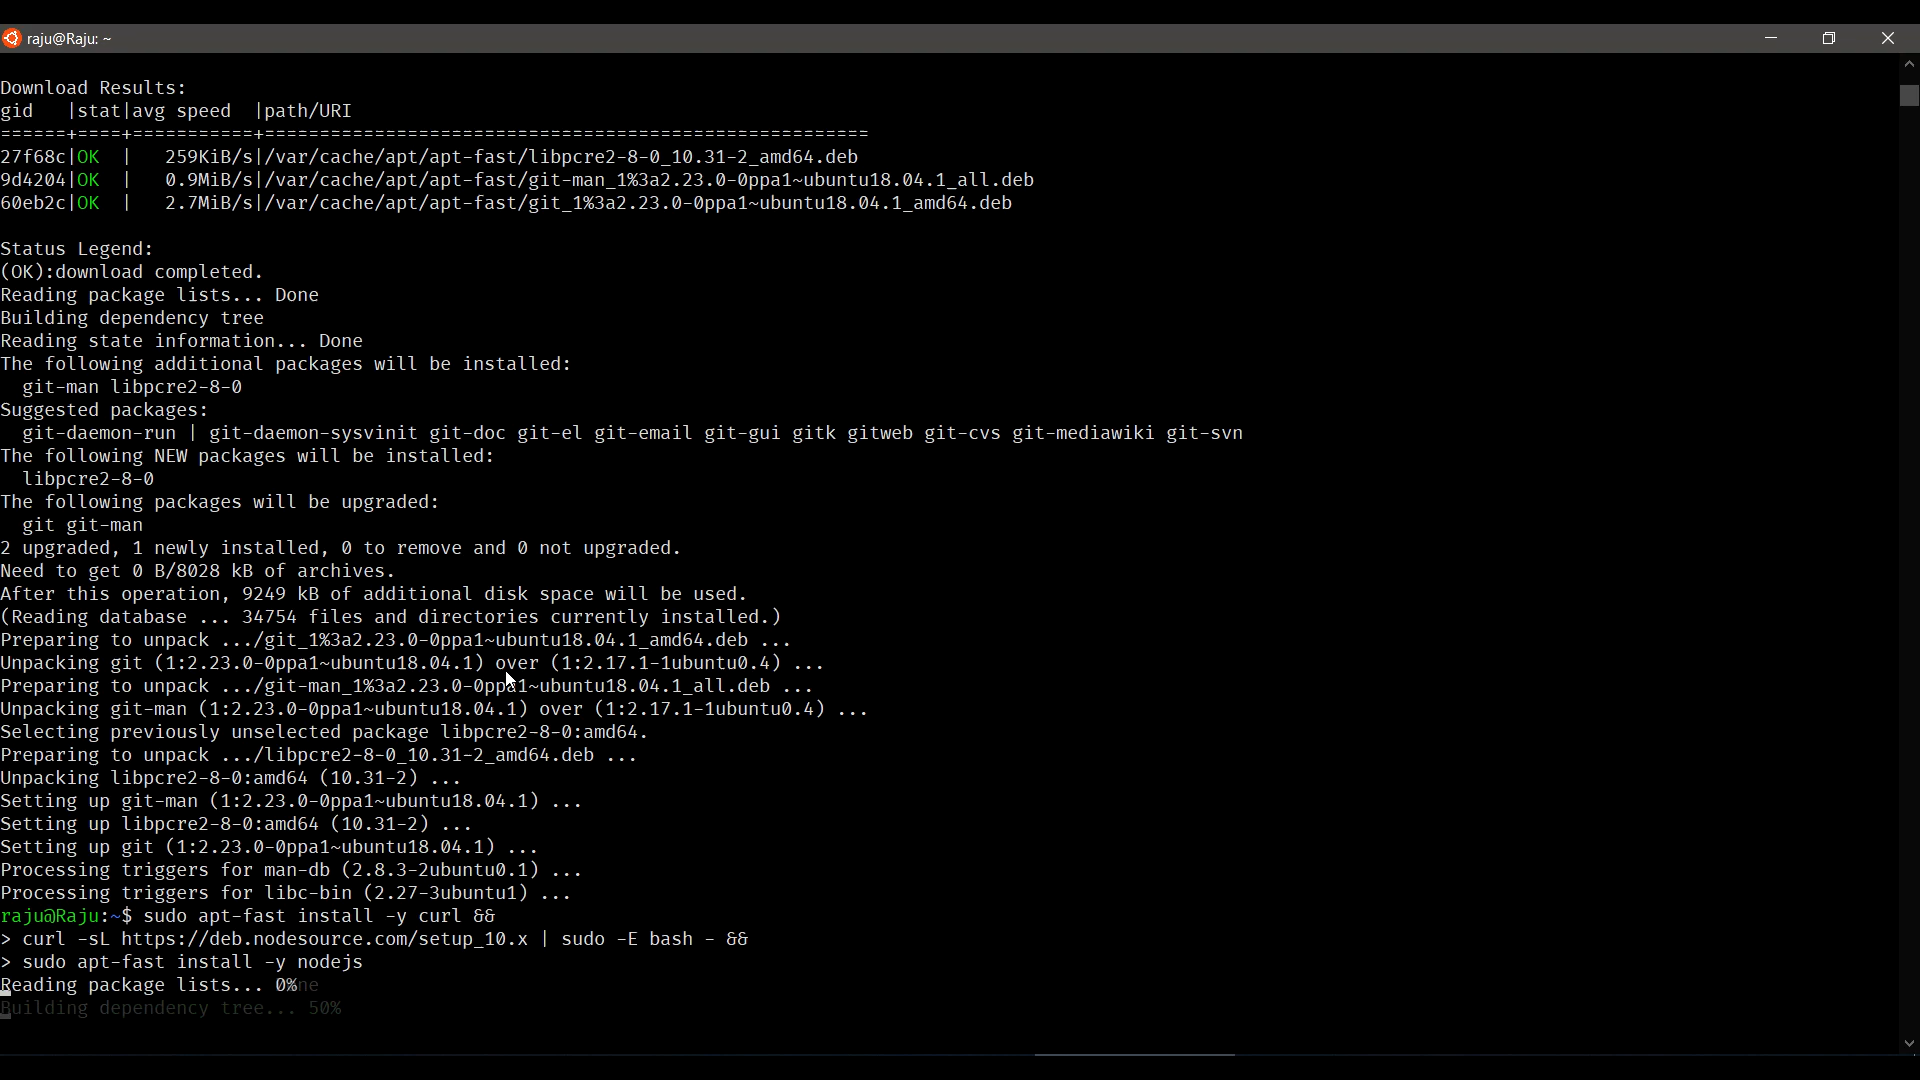 raju@Raju: ~
Download Results:
gid   |stat|avg speed  |path/URI
======+====+===========+=======================================================
27f68c|OK  |   259KiB/s|/var/cache/apt/apt-fast/libpcre2-8-0_10.31-2_amd64.deb
9d4204|OK  |   0.9MiB/s|/var/cache/apt/apt-fast/git-man_1%3a2.23.0-0ppa1~ubuntu18.04.1_all.deb
60eb2c|OK  |   2.7MiB/s|/var/cache/apt/apt-fast/git_1%3a2.23.0-0ppa1~ubuntu18.04.1_amd64.deb
Status Legend:
(OK):download completed.
Reading package lists... Done
Building dependency tree
Reading state information... Done
The following additional packages will be installed:
  git-man libpcre2-8-0
Suggested packages:
  git-daemon-run | git-daemon-sysvinit git-doc git-el git-email git-gui gitk gitweb git-cvs git-mediawiki git-svn
The following NEW packages will be installed:
  libpcre2-8-0
The following packages will be upgraded:
  git git-man
2 upgraded, 1 newly installed, 0 to remove and 0 not upgraded.
Need to get 0 B/8028 kB of archives.
After this operation, 9249 kB of additional disk space will be used.
(Reading database ... 34754 files and directories currently installed.)
Preparing to unpack .../git_1%3a2.23.0-0ppa1~ubuntu18.04.1_amd64.deb ...
Unpacking git (1:2.23.0-0ppa1~ubuntu18.04.1) over (1:2.17.1-1ubuntu0.4) ...
Preparing to unpack .../git-man_1%3a2.23.0-0ppa1~ubuntu18.04.1_all.deb ...
Unpacking git-man (1:2.23.0-0ppa1~ubuntu18.04.1) over (1:2.17.1-1ubuntu0.4) ...
Selecting previously unselected package libpcre2-8-0:amd64.
Preparing to unpack .../libpcre2-8-0_10.31-2_amd64.deb ...
Unpacking libpcre2-8-0:amd64 (10.31-2) ...
Setting up git-man (1:2.23.0-0ppa1~ubuntu18.04.1) ...
Setting up libpcre2-8-0:amd64 (10.31-2) ...
Setting up git (1:2.23.0-0ppa1~ubuntu18.04.1) ...
Processing triggers for man-db (2.8.3-2ubuntu0.1) ...
Processing triggers for libc-bin (2.27-3ubuntu1) ...
raju@Raju:~$ sudo apt-fast install -y curl &&
> curl -sL https://deb.nodesource.com/setup_10.x | sudo -E bash - &&
> sudo apt-fast install -y nodejs
Reading package lists... 0%ne
Building dependency tree... 50%